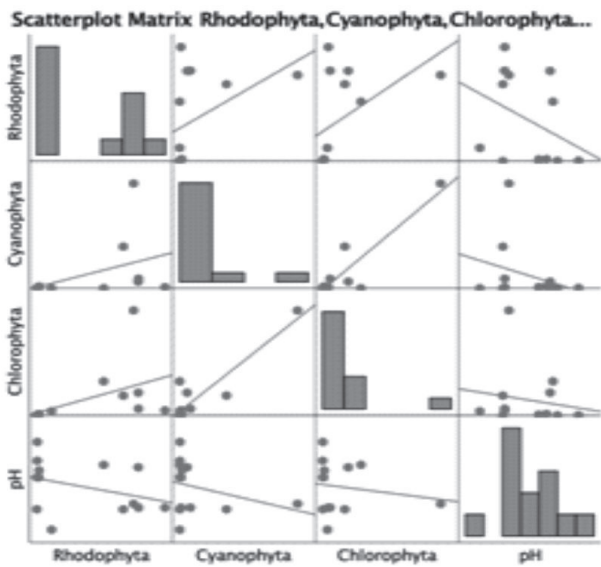 Scatterplot Matrix Rhodophyta,Cyanophyta,Chlorophyta...
Rhodophyta
Cyanophyta
Chlorophyta
pH
Rhodophyta Cyanophyta Chlorophyta pH